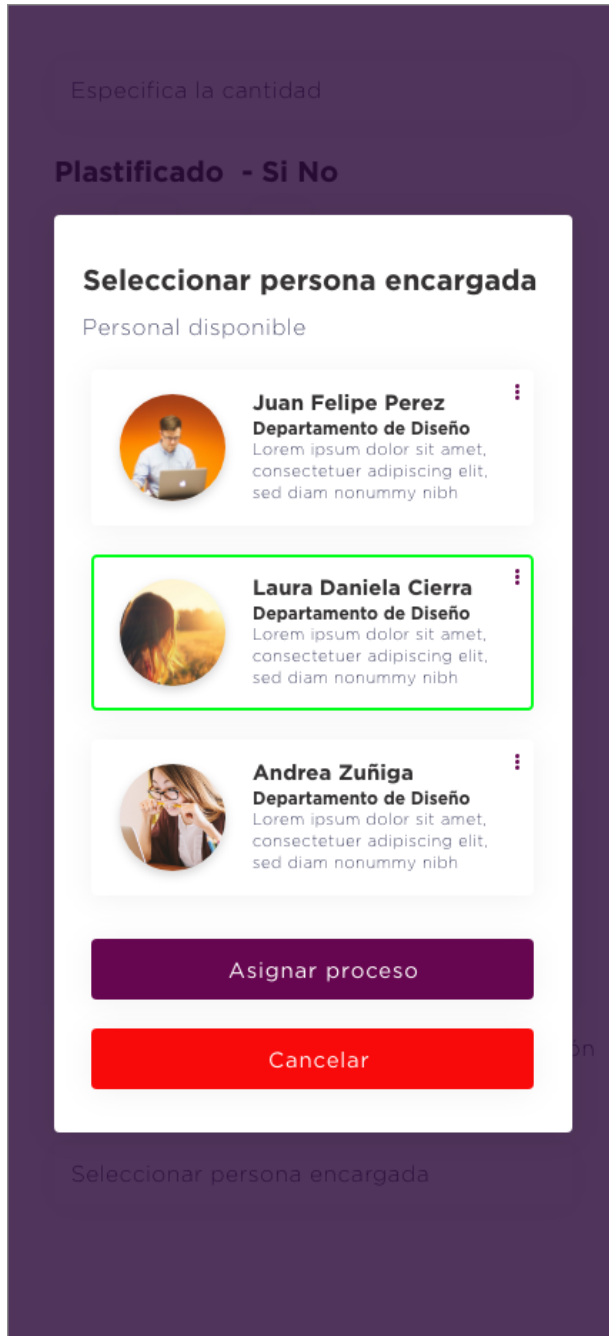 Especifica la cantidad
Plastificado - Si No
Seleccionar persona encargada
Personal disponible
Juan Felipe Perez
Departamento de Diseño
Lorem ipsum dolor sit amet,
consectetuer adipiscing elit,
sed diam nonummy nibh
Laura Daniela Cierra
Departamento de Diseño
Lorem ipsum dolor sit amet,
consectetuer adipiscing elit,
sed diam nonummy nibh
Andrea Zuñiga
Departamento de Diseño
Lorem ipsum dolor sit amet,
consectetuer adipiscing elit,
sed diam nonummy nibh
Asignar proceso
Cancelar
Seleccionar persona encargada